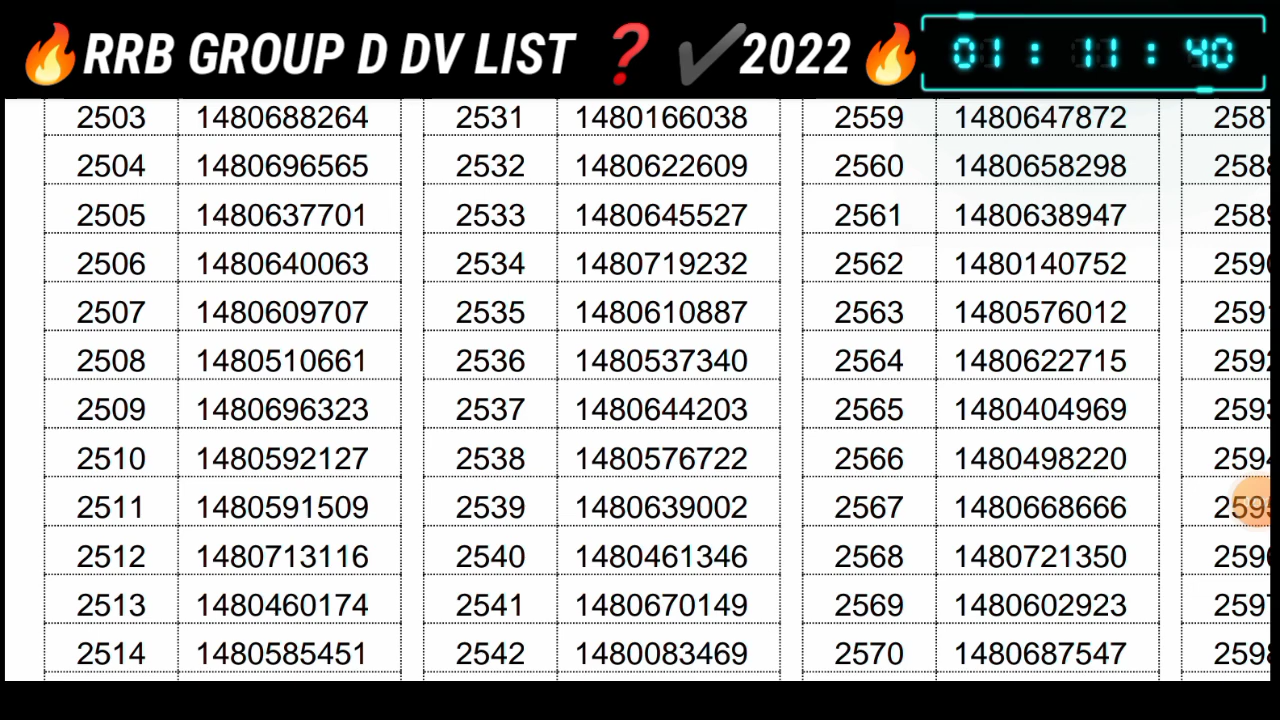 🔥RRB GROUP D DV LIST ❓ ✔2022🔥 01 : 11 : 40
2503 1480688264 2531 1480166038 2559 1480647872
2504 1480696565 2532 1480622609 2560 1480658298
2505 1480637701 2533 1480645527 2561 1480638947
2506 1480640063 2534 1480719232 2562 1480140752
2507 1480609707 2535 1480610887 2563 1480576012
2508 1480510661 2536 1480537340 2564 1480622715
2509 1480696323 2537 1480644203 2565 1480404969
2510 1480592127 2538 1480576722 2566 1480498220
2511 1480591509 2539 1480639002 2567 1480668666
2512 1480713116 2540 1480461346 2568 1480721350
2513 1480460174 2541 1480670149 2569 1480602923
2514 1480585451 2542 1480083469 2570 1480687547